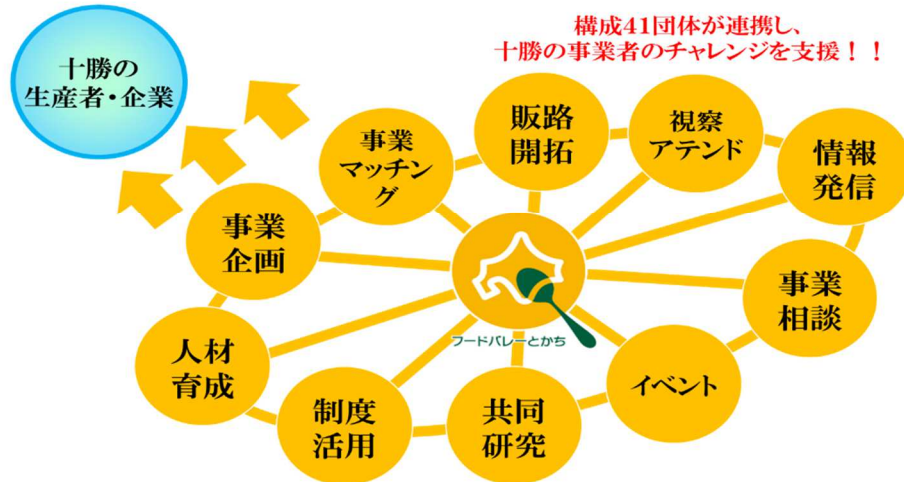 構成41団体が連携し、
十勝の事業者のチャレンジを支援！！
十勝の
生産者・企業
事業
マッチン
グ
販路
開拓
視察
アテンド
情報
発信
事業
企画
事業
相談
フードバレーとかち
人材
育成
制度
活用
共同
研究
イベント